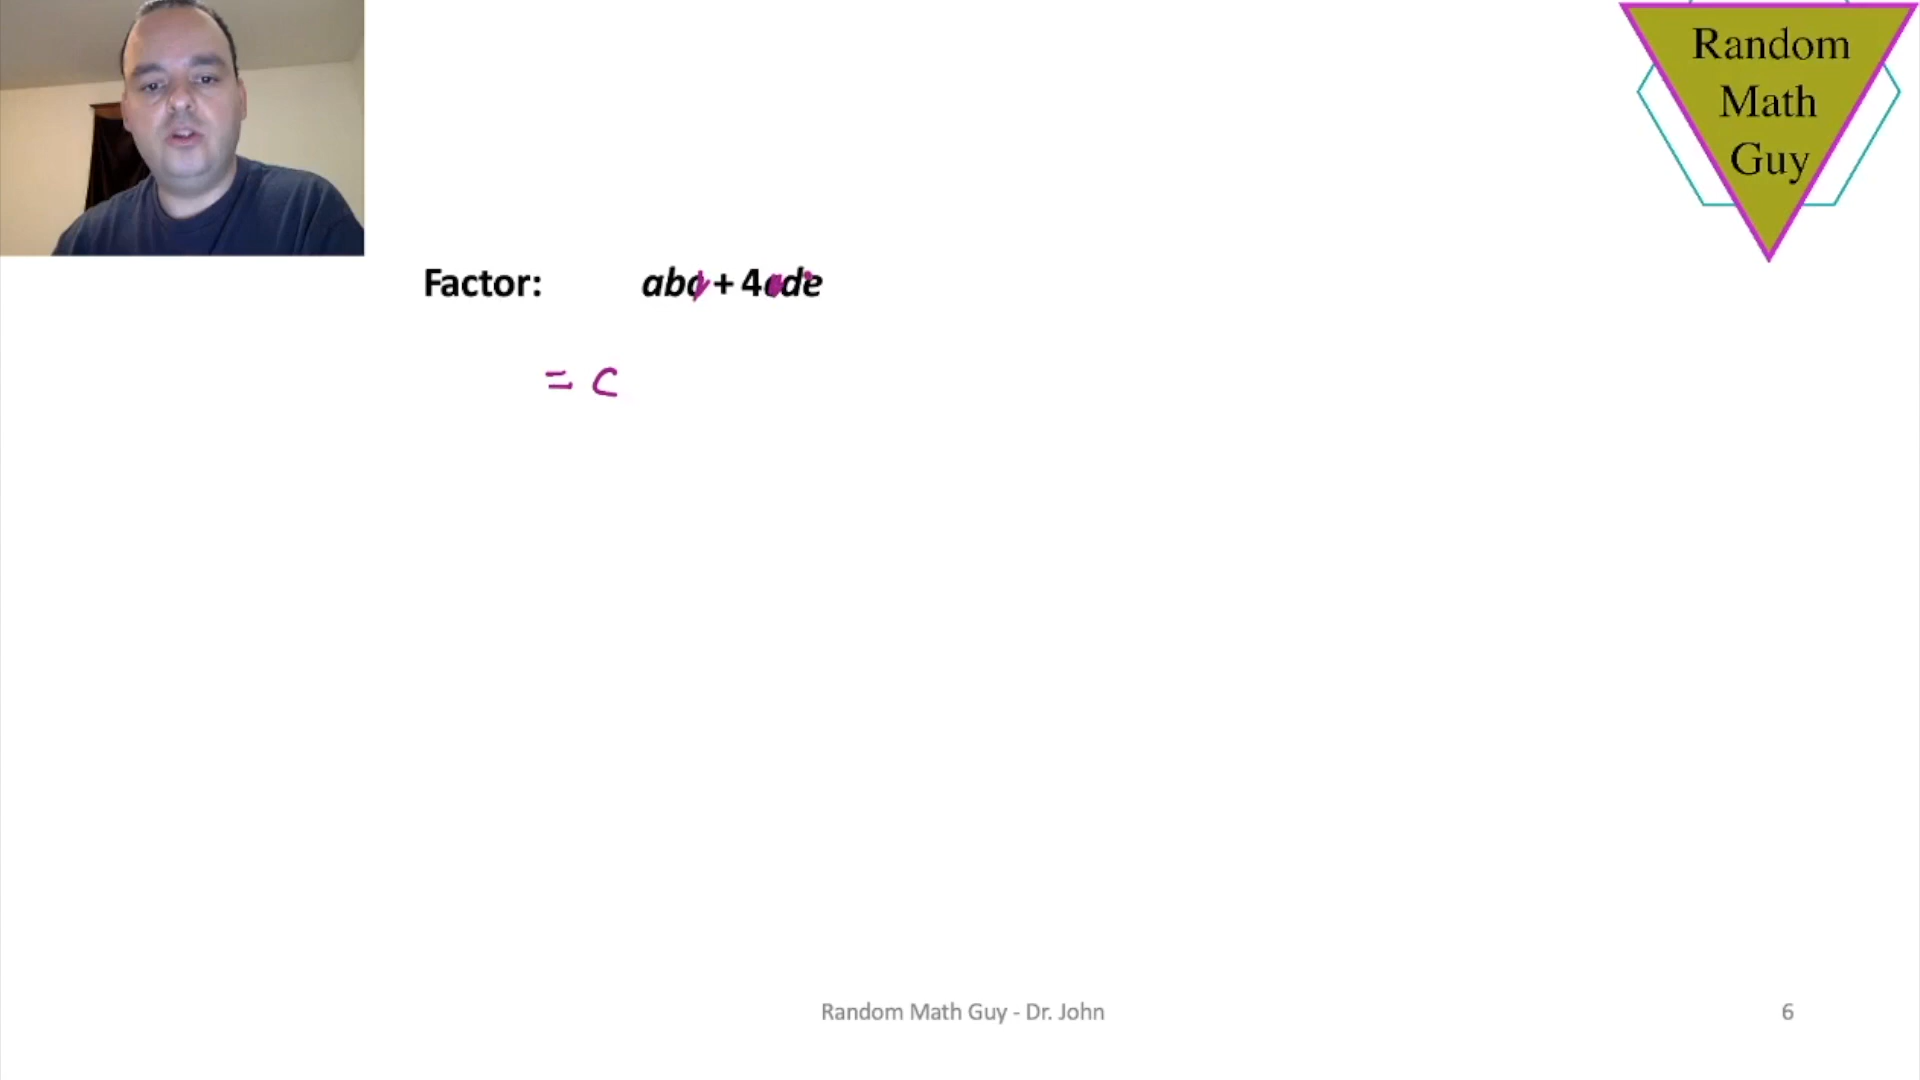 Random
Math
Guy
Factor: abc + 4cde
= c
Random Math Guy - Dr. John
6